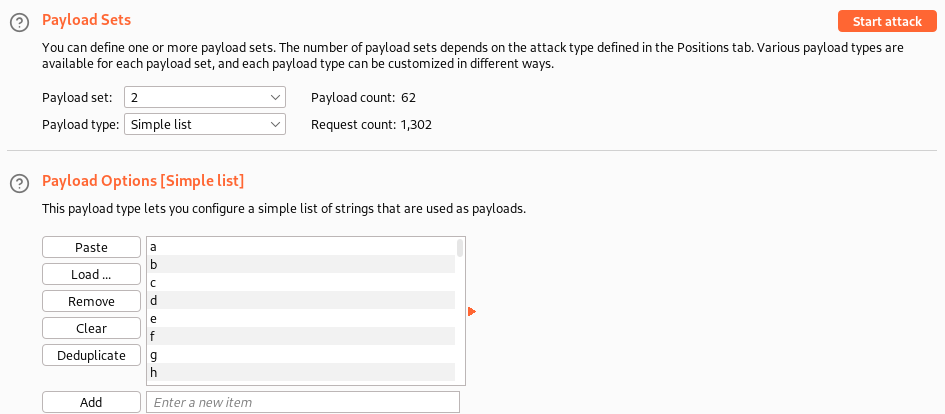 ? Payload Sets Start attack
You can define one or more payload sets. The number of payload sets depends on the attack type defined in the Positions tab. Various payload types are
available for each payload set, and each payload type can be customized in different ways.
Payload set: 2 Payload count: 62
Payload type: Simple list Request count: 1,302
? Payload Options [Simple list]
This payload type lets you configure a simple list of strings that are used as payloads.
Paste
Load ...
Remove
Clear
Deduplicate
a
b
c
d
e
f
g
h
Add Enter a new item